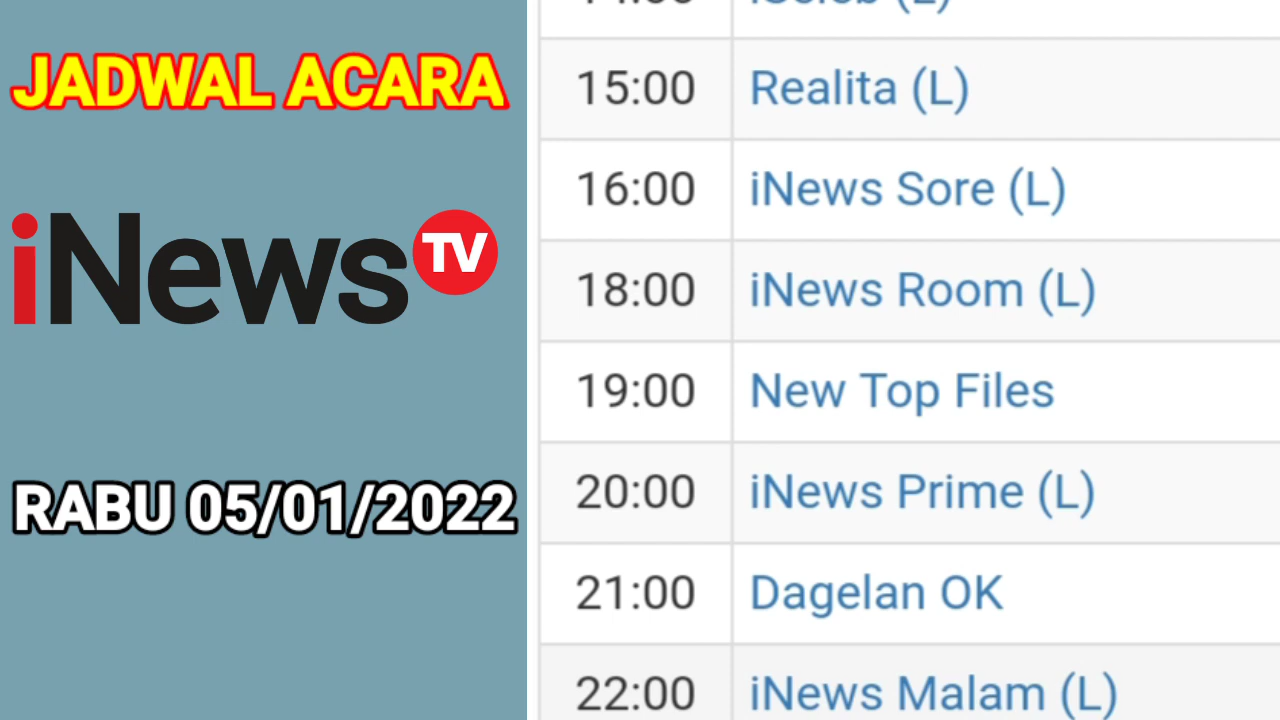 JADWAL ACARA
iNews TV
RABU 05/01/2022
15:00 Realita (L)
16:00 iNews Sore (L)
18:00 iNews Room (L)
19:00 New Top Files
20:00 iNews Prime (L)
21:00 Dagelan OK
22:00 iNews Malam (L)